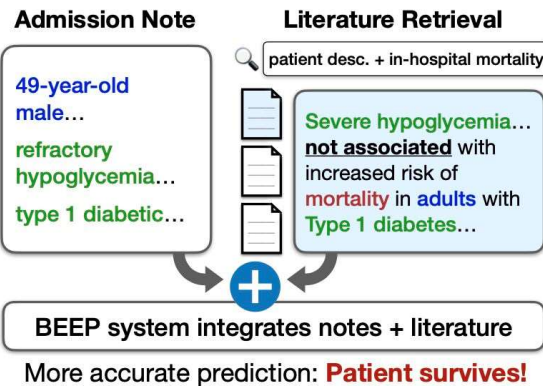 Admission Note
49-year-old
male…
refractory
hypoglycemia…
type 1 diabetic…
Literature Retrieval
patient desc. + in-hospital mortality
Severe hypoglycemia…
not associated with
increased risk of
mortality in adults with
Type 1 diabetes…
BEEP system integrates notes + literature
More accurate prediction: Patient survives!